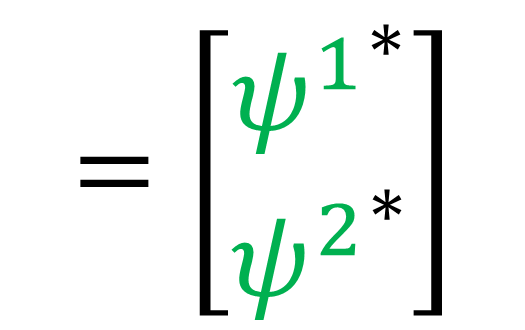 = [ψ¹*
ψ²*]